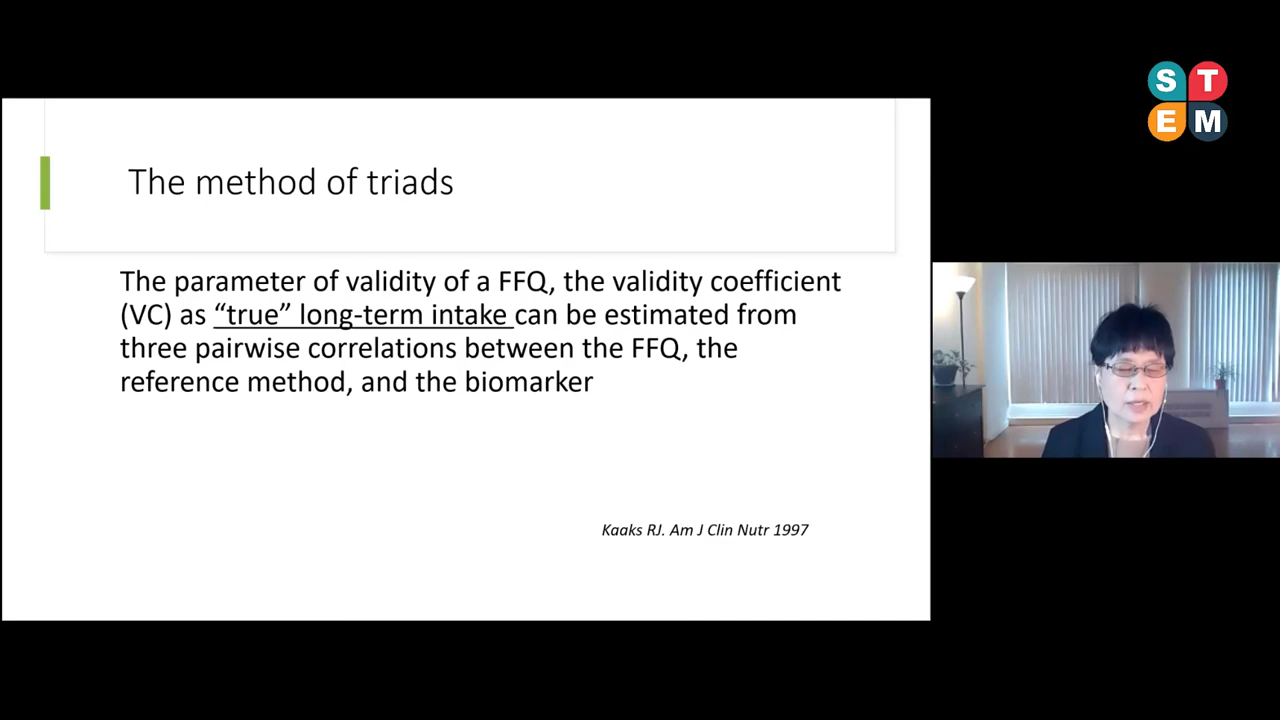 S T
E M
The method of triads
The parameter of validity of a FFQ, the validity coefficient
(VC) as “true” long-term intake can be estimated from
three pairwise correlations between the FFQ, the
reference method, and the biomarker
Kaaks RJ. Am J Clin Nutr 1997